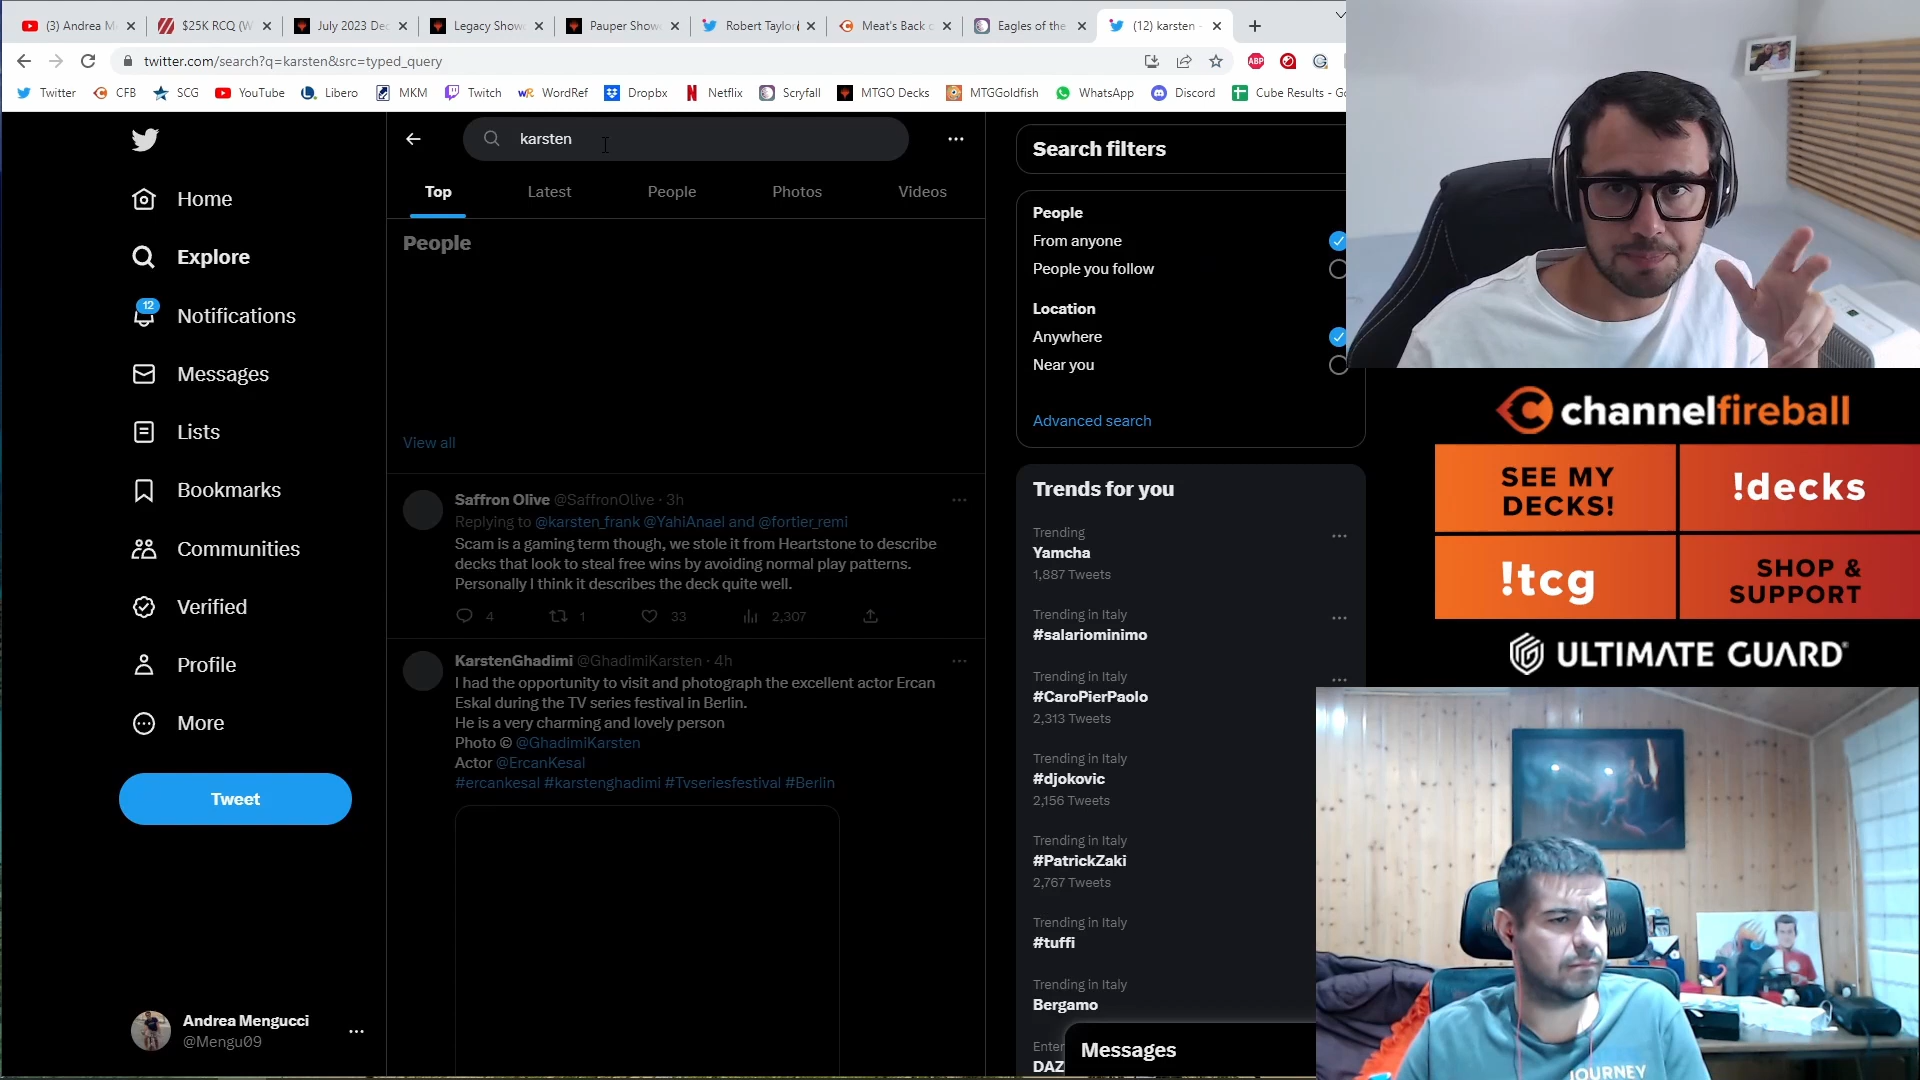 (3) Andrea M
$25K RCQ (W
July 2023 Dec
Legacy Show
Pauper Show
Robert Taylor
Meat's Back o
Eagles of the
(12) karsten -
twitter.com/search?q=karsten&src=typed_query
ABP
Twitter
CFB
SCG
YouTube
Libero
MKM
Twitch
WordRef
Dropbx
Netflix
Scryfall
MTGO Decks
MTGGoldfish
WhatsApp
Discord
Cube Results - Go
Home
Explore
12
Notifications
Messages
Lists
Bookmarks
Communities
Verified
Profile
More
Tweet
Andrea Mengucci
@Mengu09
karsten
Top
Latest
People
Photos
Videos
People
View all
Saffron Olive @SaffronOlive · 3h
Replying to @karsten_frank @YahiAnael and @fortier_remi
Scam is a gaming term though, we stole it from Heartstone to describe
decks that look to steal free wins by avoiding normal play patterns.
Personally I think it describes the deck quite well.
4
1
33
2,307
KarstenGhadimi @GhadImiKarsten · 4h
I had the opportunity to visit and photograph the excellent actor Ercan
Eskal during the TV series festival in Berlin.
He is a very charming and lovely person
Photo © @GhadimiKarsten
Actor @ErcanKesal
#ercankesal #karstenghadimi #Tvseriesfestival #Berlin
Search filters
People
From anyone
People you follow
Location
Anywhere
Near you
Advanced search
Trends for you
Trending
Yamcha
1,887 Tweets
Trending in Italy
#salariominimo
Trending in Italy
#CaroPierPaolo
2,313 Tweets
Trending in Italy
#djokovic
2,156 Tweets
Trending in Italy
#PatrickZaki
2,767 Tweets
Trending in Italy
#tuffi
Trending in Italy
Bergamo
Enter
DAZ
Messages
channelfireball
SEE MY
DECKS!
!decks
!tcg
SHOP &
SUPPORT
ULTIMATE GUARD
JOURNEY